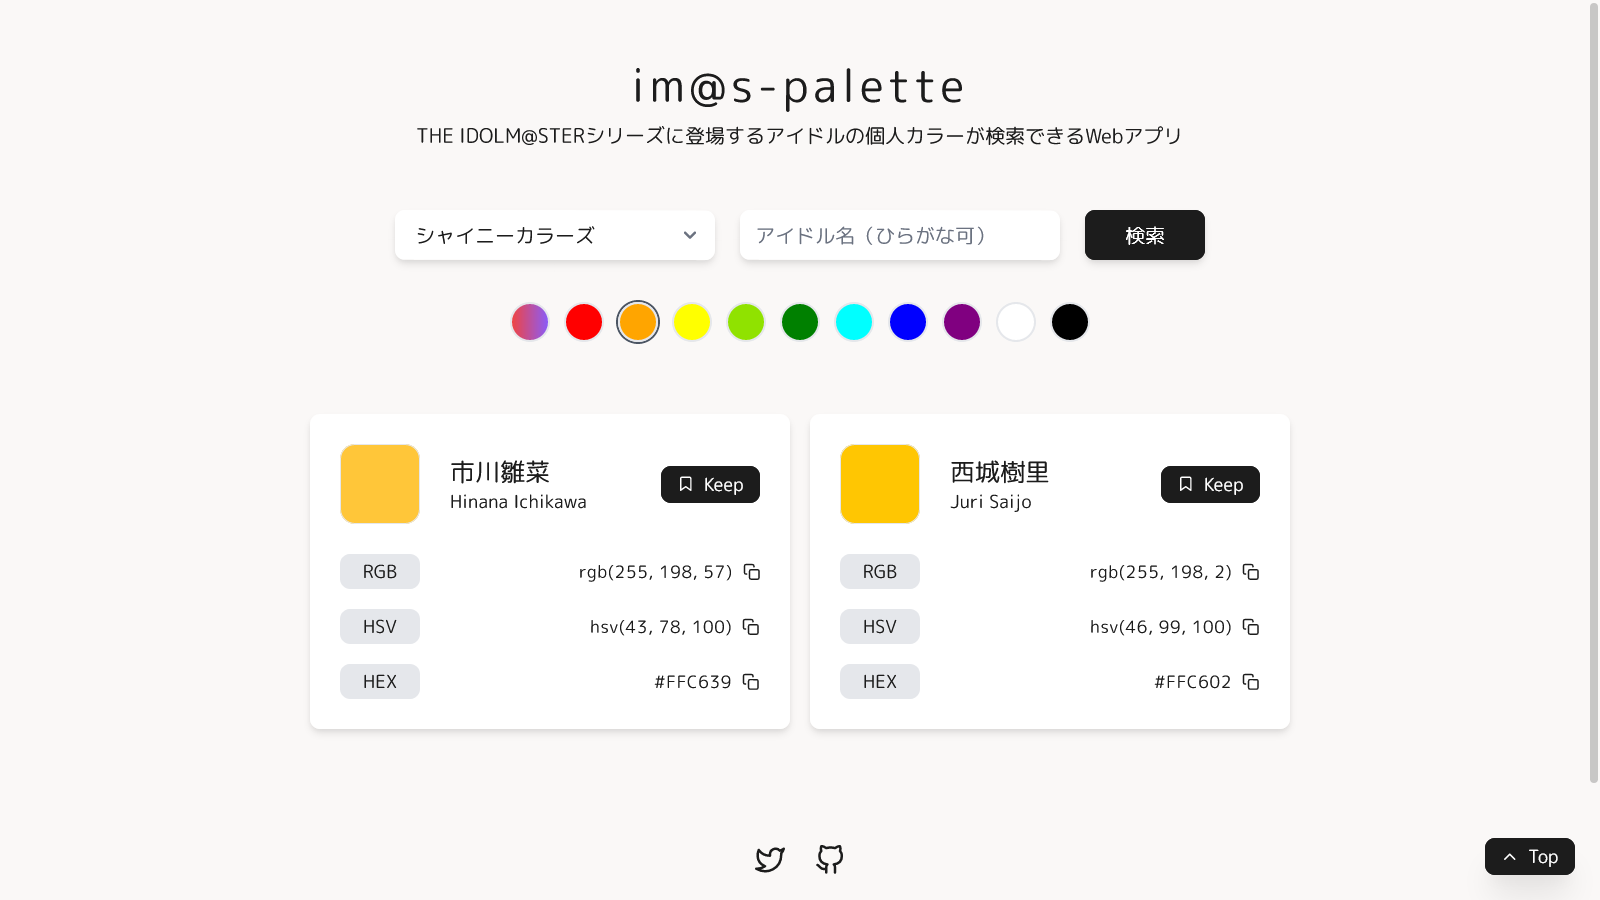 im@s-palette
THE IDOLM@STERシリーズに登場するアイドルの個人カラーが検索できるWebアプリ
シャイニーカラーズ
アイドル名（ひらがな可）
検索
市川雛菜
Hinana Ichikawa
Keep
RGB
rgb(255, 198, 57)
HSV
hsv(43, 78, 100)
HEX
#FFC639
西城樹里
Juri Saijo
Keep
RGB
rgb(255, 198, 2)
HSV
hsv(46, 99, 100)
HEX
#FFC602
Top